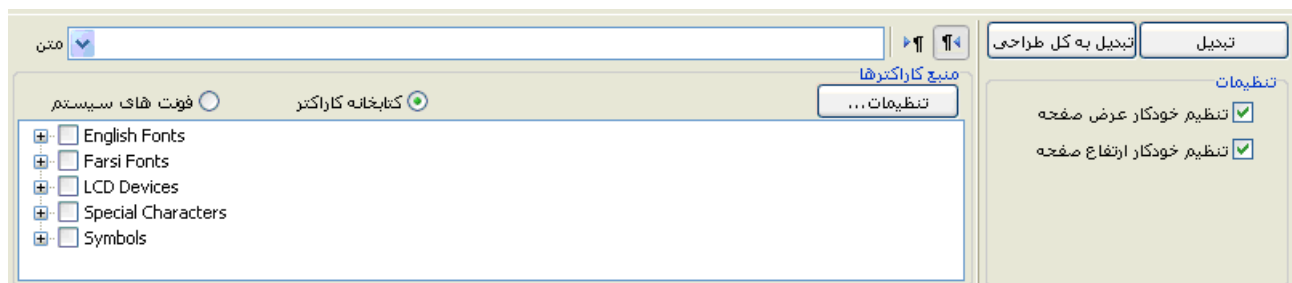 متن
تبدیل به کل طراحی
تبدیل
منبع کاراکترها
تنظیمات
فونت های سیستم
کتابخانه کاراکتر
تنظیمات...
تنظیم خودکار عرض صفحه
تنظیم خودکار ارتفاع صفحه
English Fonts
Farsi Fonts
LCD Devices
Special Characters
Symbols